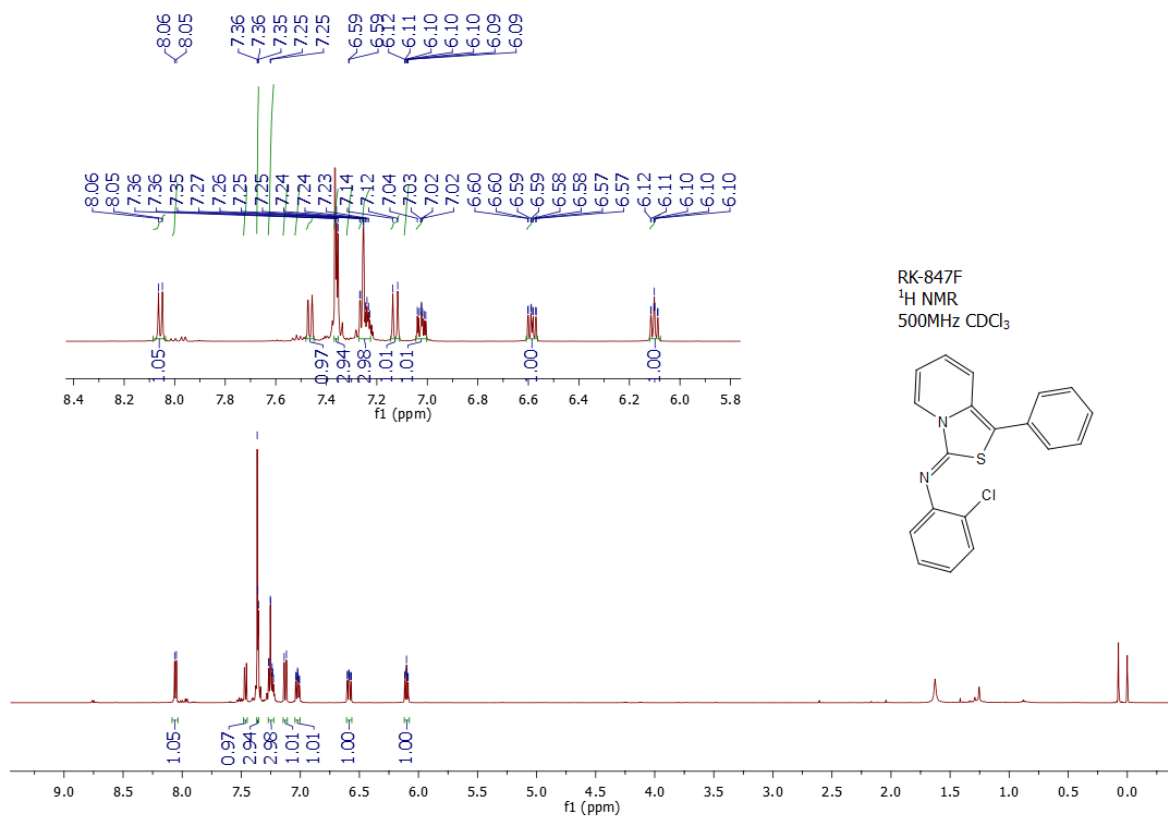 8.06 8.05 7.36 7.36 7.35 7.25 7.25 6.59 6.59 6.12 6.11 6.10 6.10 6.10 6.09 6.09
8.06 8.05 7.36 7.36 7.35 7.27 7.26 7.25 7.25 7.24 7.24 7.23 7.14 7.12 7.04 7.03 7.02 7.02 6.60 6.60 6.59 6.59 6.58 6.58 6.57 6.57 6.12 6.11 6.10 6.10 6.10
1.05 0.97 2.94 2.98 1.01 1.01 1.00 1.00
8.4 8.2 8.0 7.8 7.6 7.4 7.2 7.0 6.8 6.6 6.4 6.2 6.0 5.8
f1 (ppm)
RK-847F
¹H NMR
500MHz CDCl₃
N
S
N
Cl
1.05 0.97 2.94 2.98 1.01 1.01 1.00 1.00
9.0 8.5 8.0 7.5 7.0 6.5 6.0 5.5 5.0 4.5 4.0 3.5 3.0 2.5 2.0 1.5 1.0 0.5 0.0
f1 (ppm)